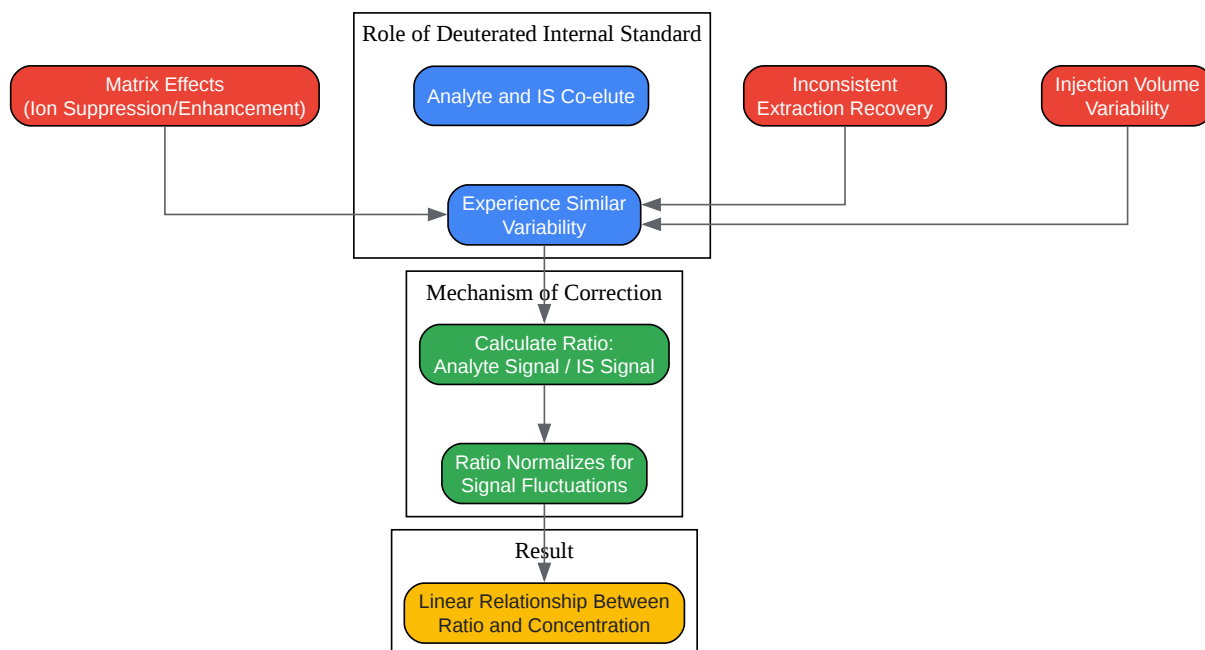 Role of Deuterated Internal Standard
Matrix Effects
(Ion Suppression/Enhancement)
Analyte and IS Co-elute
Inconsistent
Extraction Recovery
Injection Volume
Variability
Experience Similar
Variability
Mechanism of Correction
Calculate Ratio:
Analyte Signal / IS Signal
Ratio Normalizes for
Signal Fluctuations
Result
Linear Relationship Between
Ratio and Concentration